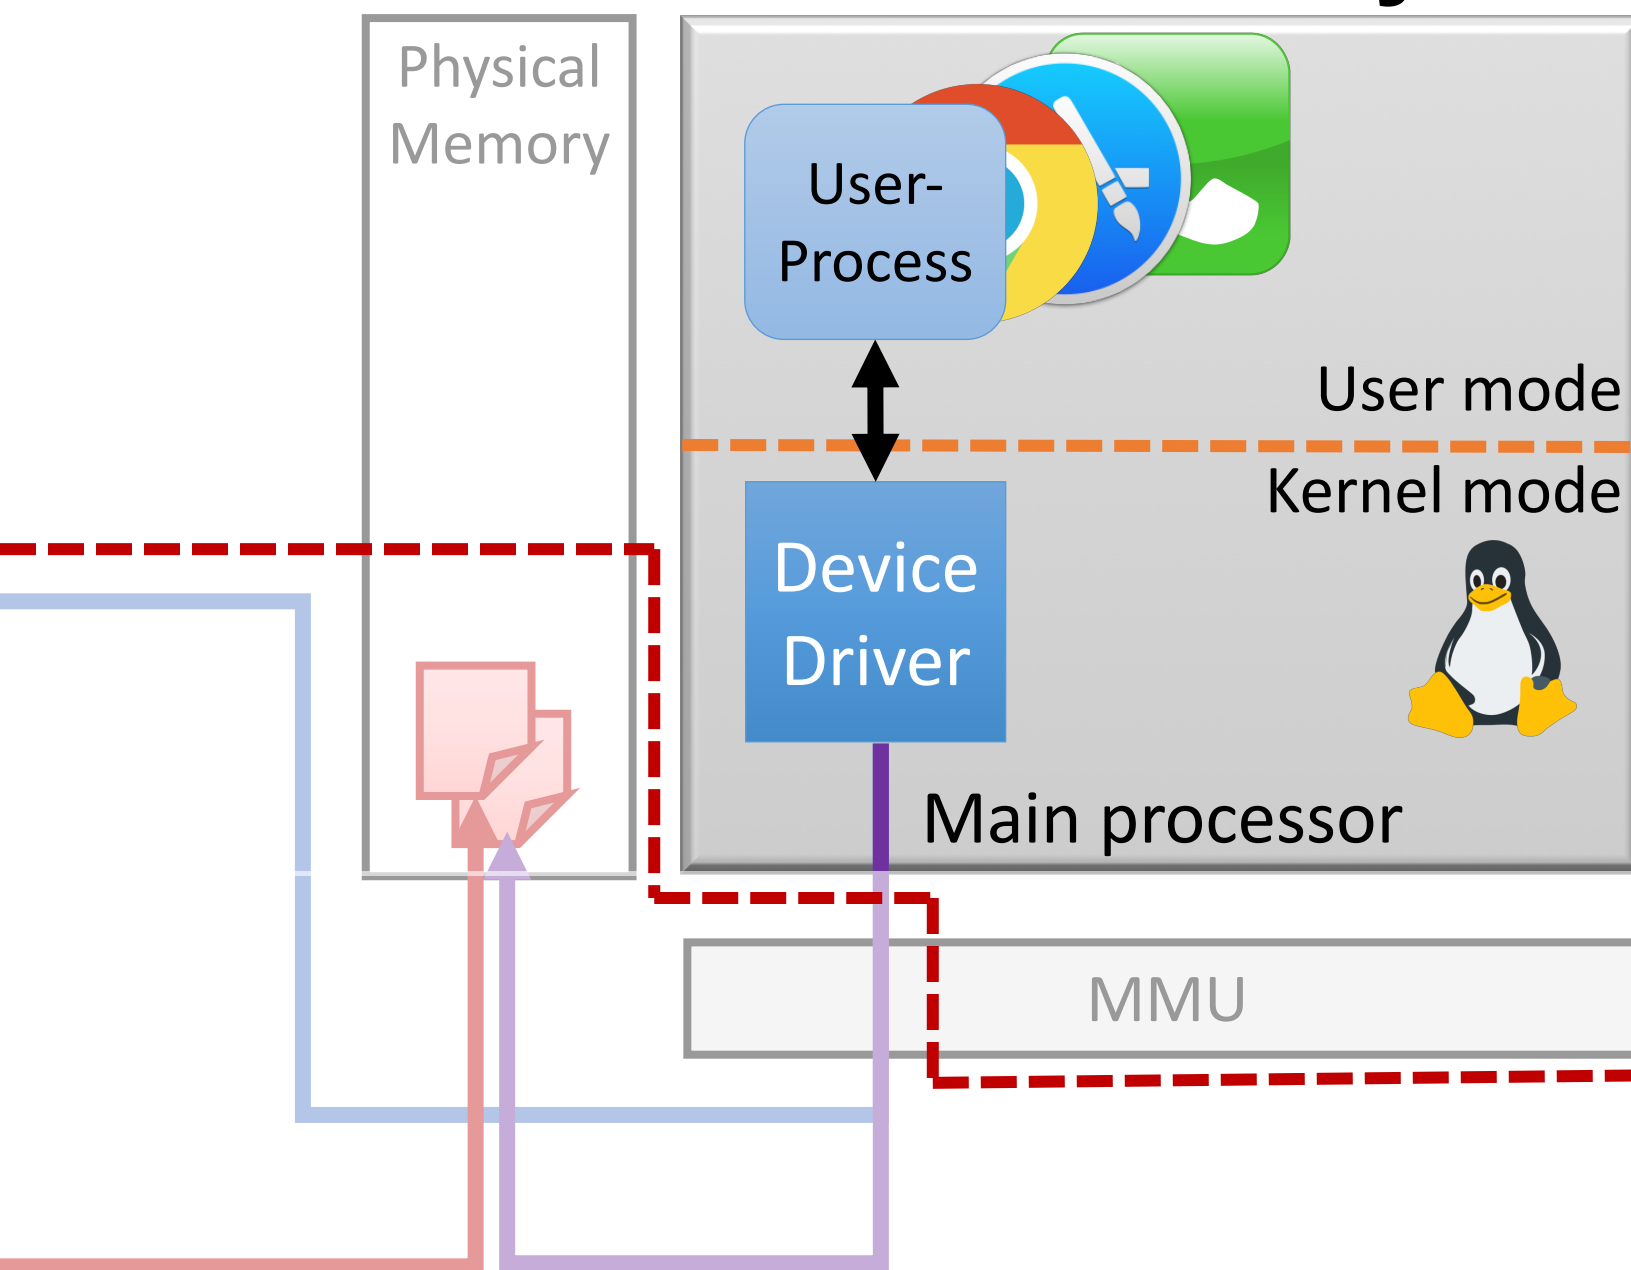 Physical
Memory
User-
Process
User mode
Kernel mode
Device
Driver
Main processor
MMU